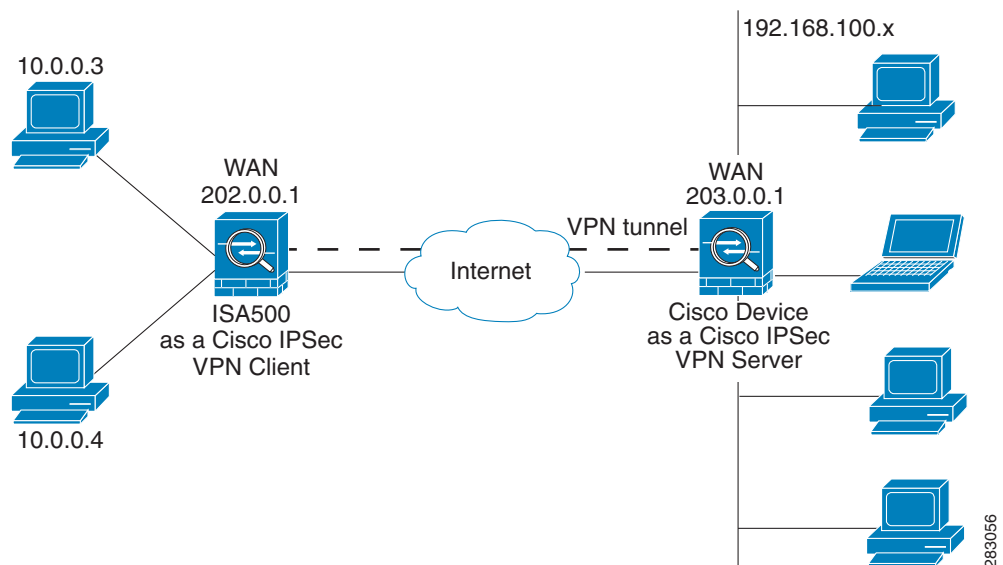 192.168.100.x
10.0.0.3
WAN
202.0.0.1
WAN
203.0.0.1
VPN tunnel
Internet
ISA500
as a Cisco IPSec
VPN Client
Cisco Device
as a Cisco IPSec
VPN Server
10.0.0.4
283056